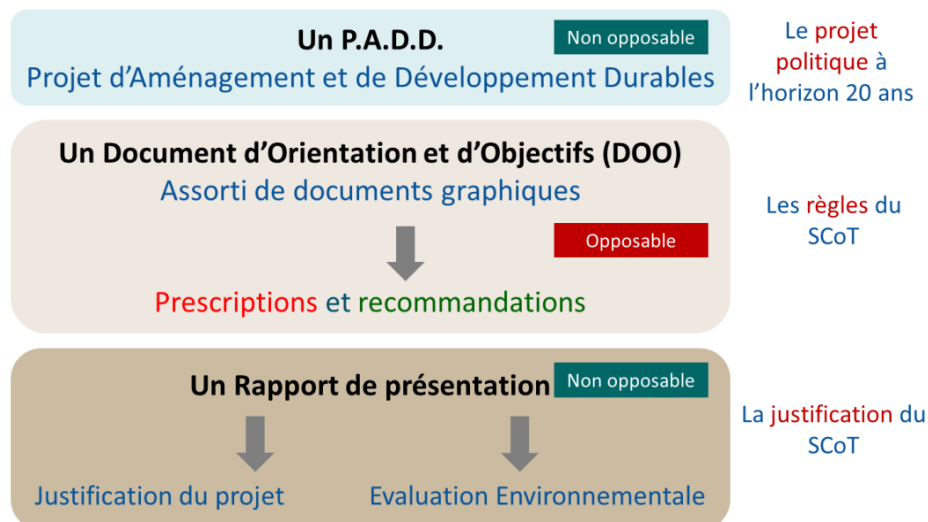 Un P.A.D.D.
Non opposable
Projet d'Aménagement et de Développement Durables
Le projet
politique à
l'horizon 20 ans
Un Document d'Orientation et d'Objectifs (DOO)
Assorti de documents graphiques
Opposable
Prescriptions et recommandations
Les règles du
SCoT
Un Rapport de présentation
Non opposable
Justification du projet
Evaluation Environnementale
La justification du
SCoT